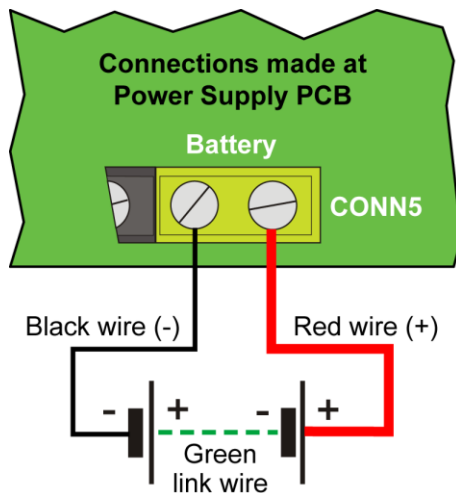 Connections made at
Power Supply PCB
Battery
CONN5
Black wire (-)
Red wire (+)
- + - +
Green
link wire